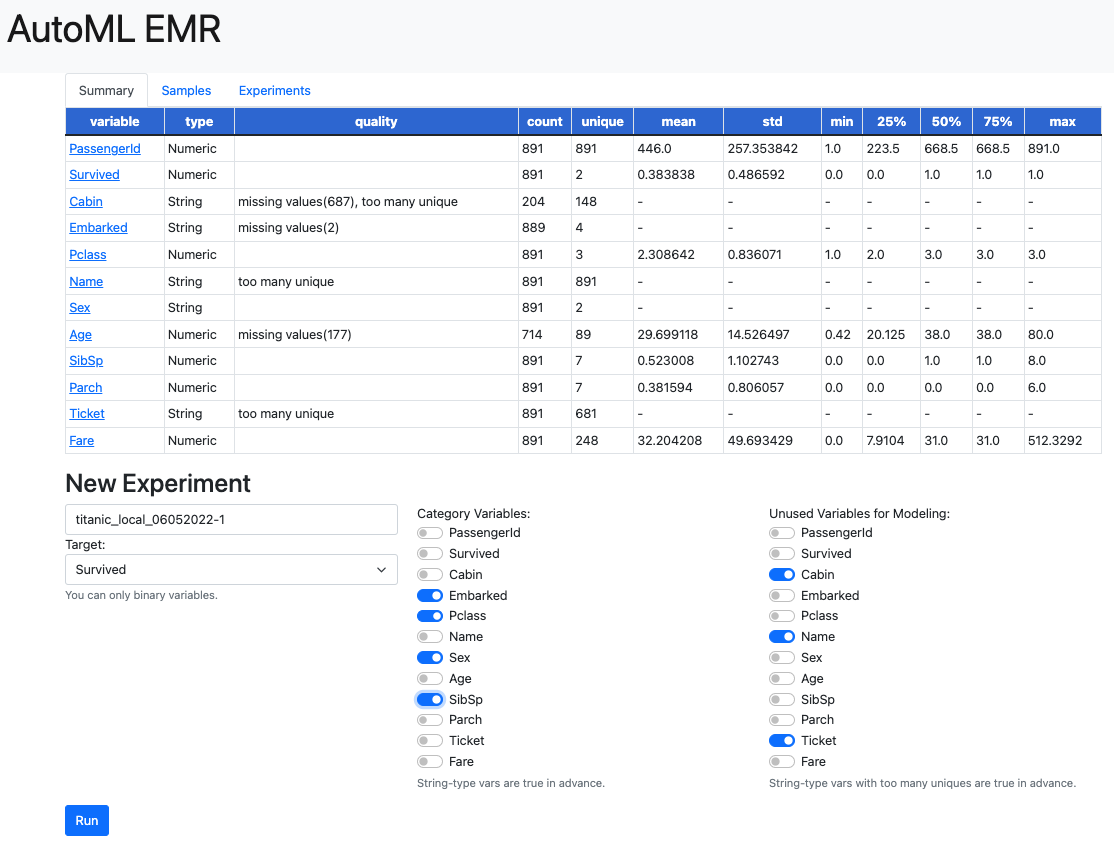 AutoML EMR
Summary Samples Experiments
variable type quality count unique mean std min 25% 50% 75% max
PassengerId Numeric 891 891 446.0 257.353842 1.0 223.5 668.5 668.5 891.0
Survived Numeric 891 2 0.383838 0.486592 0.0 0.0 1.0 1.0 1.0
Cabin String missing values(687), too many unique 204 148 - - - - - - -
Embarked String missing values(2) 889 4 - - - - - - -
Pclass Numeric 891 3 2.308642 0.836071 1.0 2.0 3.0 3.0 3.0
Name String too many unique 891 891 - - - - - - -
Sex String 891 2 - - - - - - -
Age Numeric missing values(177) 714 89 29.699118 14.526497 0.42 20.125 38.0 38.0 80.0
SibSp Numeric 891 7 0.523008 1.102743 0.0 0.0 1.0 1.0 8.0
Parch Numeric 891 7 0.381594 0.806057 0.0 0.0 0.0 0.0 6.0
Ticket String too many unique 891 681 - - - - - - -
Fare Numeric 891 248 32.204208 49.693429 0.0 7.9104 31.0 31.0 512.3292
New Experiment
titanic_local_06052022-1
Target:
Survived
You can only binary variables.
Category Variables:
PassengerId
Survived
Cabin
Embarked
Pclass
Name
Sex
Age
SibSp
Parch
Ticket
Fare
String-type vars are true in advance.
Unused Variables for Modeling:
PassengerId
Survived
Cabin
Embarked
Pclass
Name
Sex
Age
SibSp
Parch
Ticket
Fare
String-type vars with too many uniques are true in advance.
Run